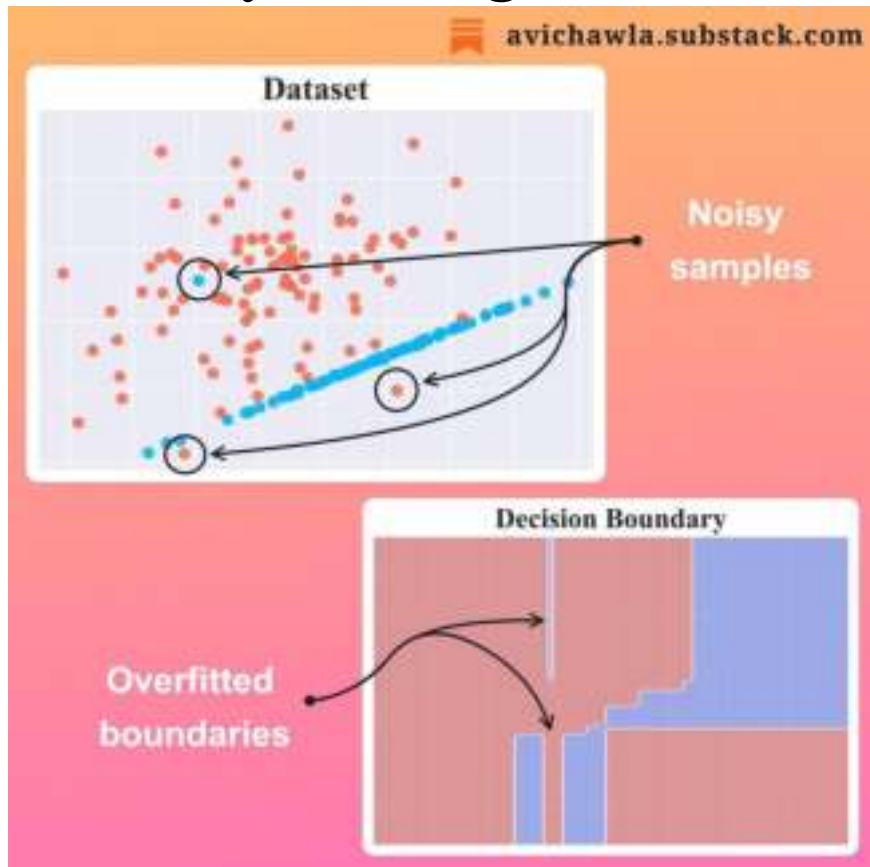 avichawla.substack.com
Dataset
Noisy
samples
Decision Boundary
Overfitted
boundaries